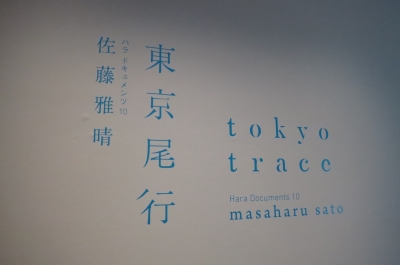 東京尾行
ハラ ドキュメンツ 10
佐藤雅晴
tokyo
trace
Hara Documents 10
masaharu sato